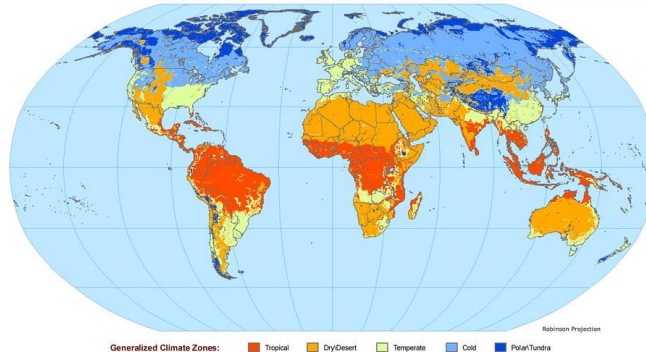 Robinson Projection
Generalized Climate Zones: Tropical Dry\Desert Temperate Cold Polar\Tundra